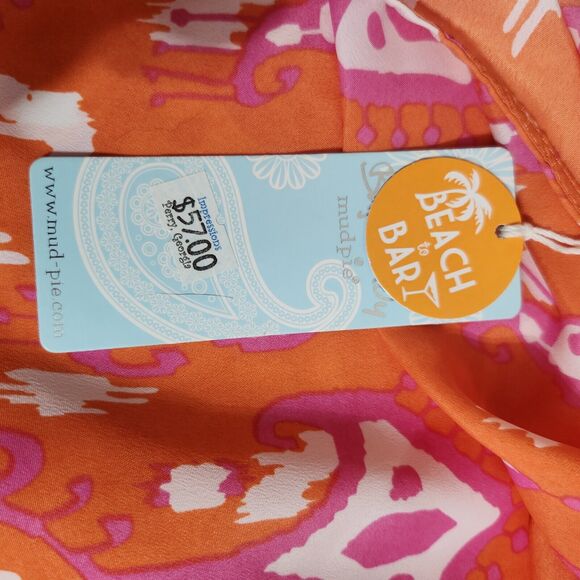 www.mud-pie.com
Impressions
$57.00
Perry, Georgia
mudpie®
BEACH
to
BAR